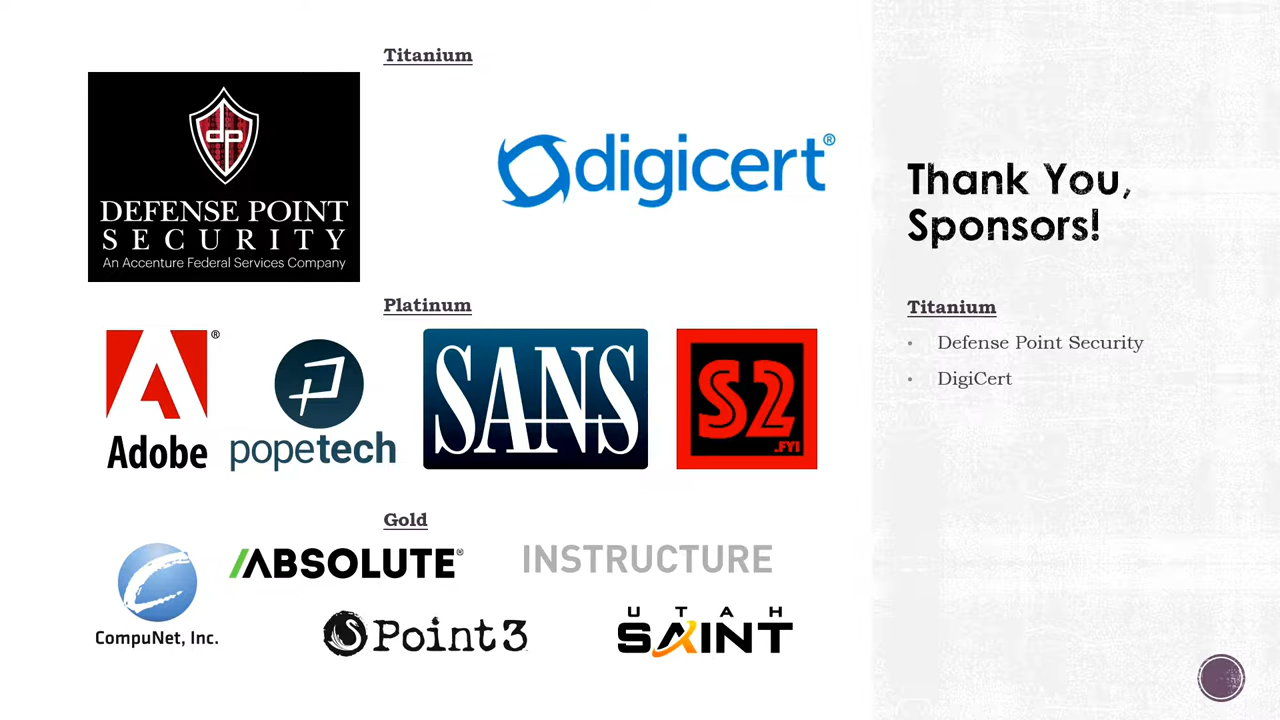 Titanium
DEFENSE POINT
SECURITY
An Accenture Federal Services Company
digicert®
Platinum
®
Adobe
popetech
SANS
S2
.FYI
Gold
CompuNet, Inc.
ABSOLUTE®
INSTRUCTURE
Point3
UTAH
SAINT
Thank You,
Sponsors!
Titanium
• Defense Point Security
• DigiCert